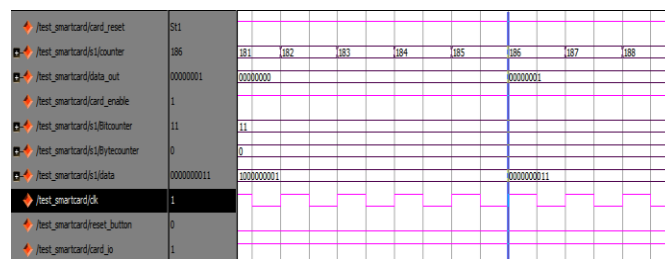 /test_smartcard/card_reset St1
/test_smartcard/s1/counter 186 181 182 183 184 185 186 187 188
/test_smartcard/data_out 00000001 00000000 00000001
/test_smartcard/card_enable 1
/test_smartcard/s1/Bitcounter 11 11
/test_smartcard/s1/Bytecounter 0 0
/test_smartcard/s1/data 0000000011 1000000001 0000000011
/test_smartcard/clk 1
/test_smartcard/reset_button 0
/test_smartcard/card_io 1